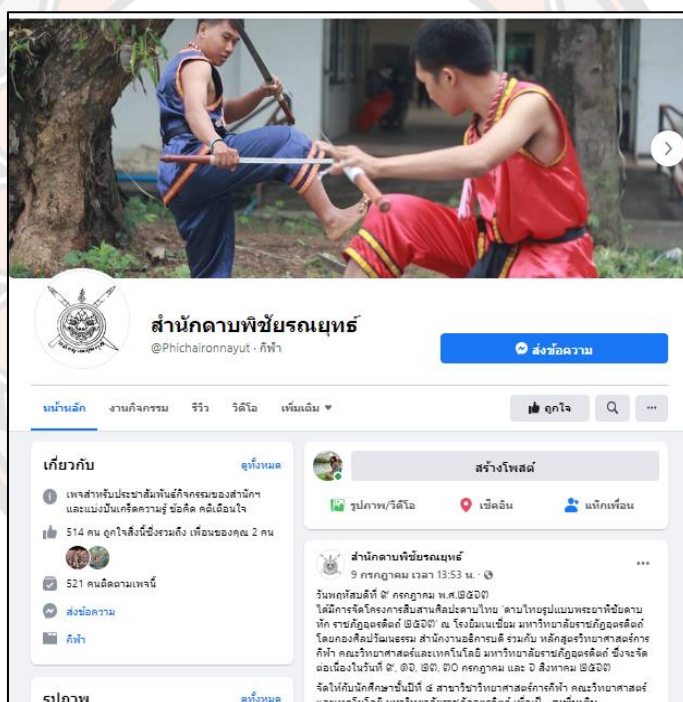 สำนักดาบพิชัยรณยุทธ์
@Phichaironnayut · กีฬา
ส่งข้อความ
หน้าหลัก งานกิจกรรม รีวิว วิดีโอ เพิ่มเติม
ถูกใจ
เกี่ยวกับ ดูทั้งหมด
เพจสำหรับประชาสัมพันธ์กิจกรรมของสำนักฯ
และแบ่งปันเกร็ดความรู้ ข้อคิด คติเตือนใจ
514 คน ถูกใจสิ่งนี้ซึ่งรวมถึง เพื่อนของคุณ 2 คน
521 คนติดตามเพจนี้
ส่งข้อความ
กีฬา
รูปภาพ ดูทั้งหมด
สร้างโพสต์
รูปภาพ/วิดีโอ เช็คอิน แท็กเพื่อน
สำนักดาบพิชัยรณยุทธ์
9 กรกฎาคม เวลา 13:53 น. ·
วันพฤหัสบดีที่ ๙ กรกฎาคม พ.ศ.๒๕๖๓
ได้มีการจัดโครงการสืบสานศิลปะดาบไทย 'ดาบไทยรูปแบบพระยาพิชัยดาบ
หัก ราชภัฏอุตรดิตถ์ ๒๕๖๓' ณ โรงยิมเนเซียม มหาวิทยาลัยราชภัฏอุตรดิตถ์
โดยกองศิลปวัฒนธรรม สำนักงานอธิการบดี ร่วมกับ หลักสูตรวิทยาศาสตร์การ
กีฬา คณะวิทยาศาสตร์และเทคโนโลยี มหาวิทยาลัยราชภัฏอุตรดิตถ์ ซึ่งจะจัด
ต่อเนื่องในวันที่ ๙, ๑๖, ๒๓, ๓๐ กรกฎาคม และ ๖ สิงหาคม ๒๕๖๓
จัดให้กับนักศึกษาชั้นปีที่ ๔ สาขาวิชาวิทยาศาสตร์การกีฬา คณะวิทยาศาสตร์